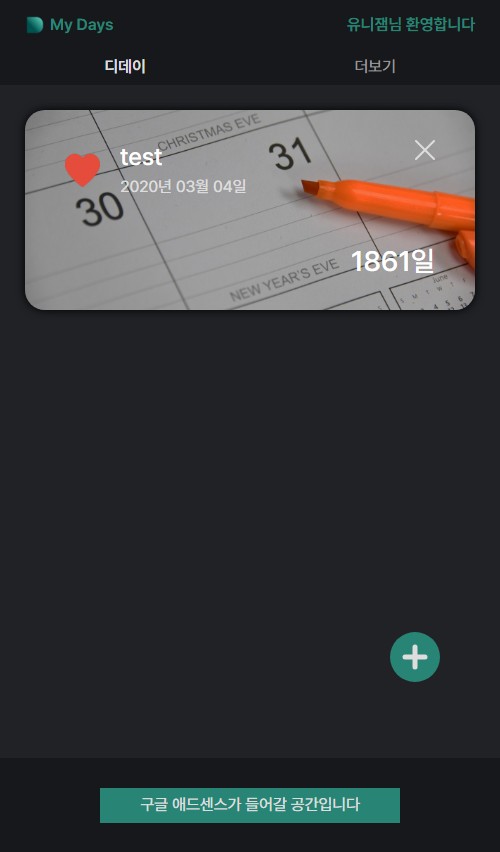 My Days
유니잼님 환영합니다
디데이
더보기
CHRISTMAS EVE
31
test
2020년 03월 04일
30
1861일
NEW YEAR'S EVE
June
구글 애드센스가 들어갈 공간입니다